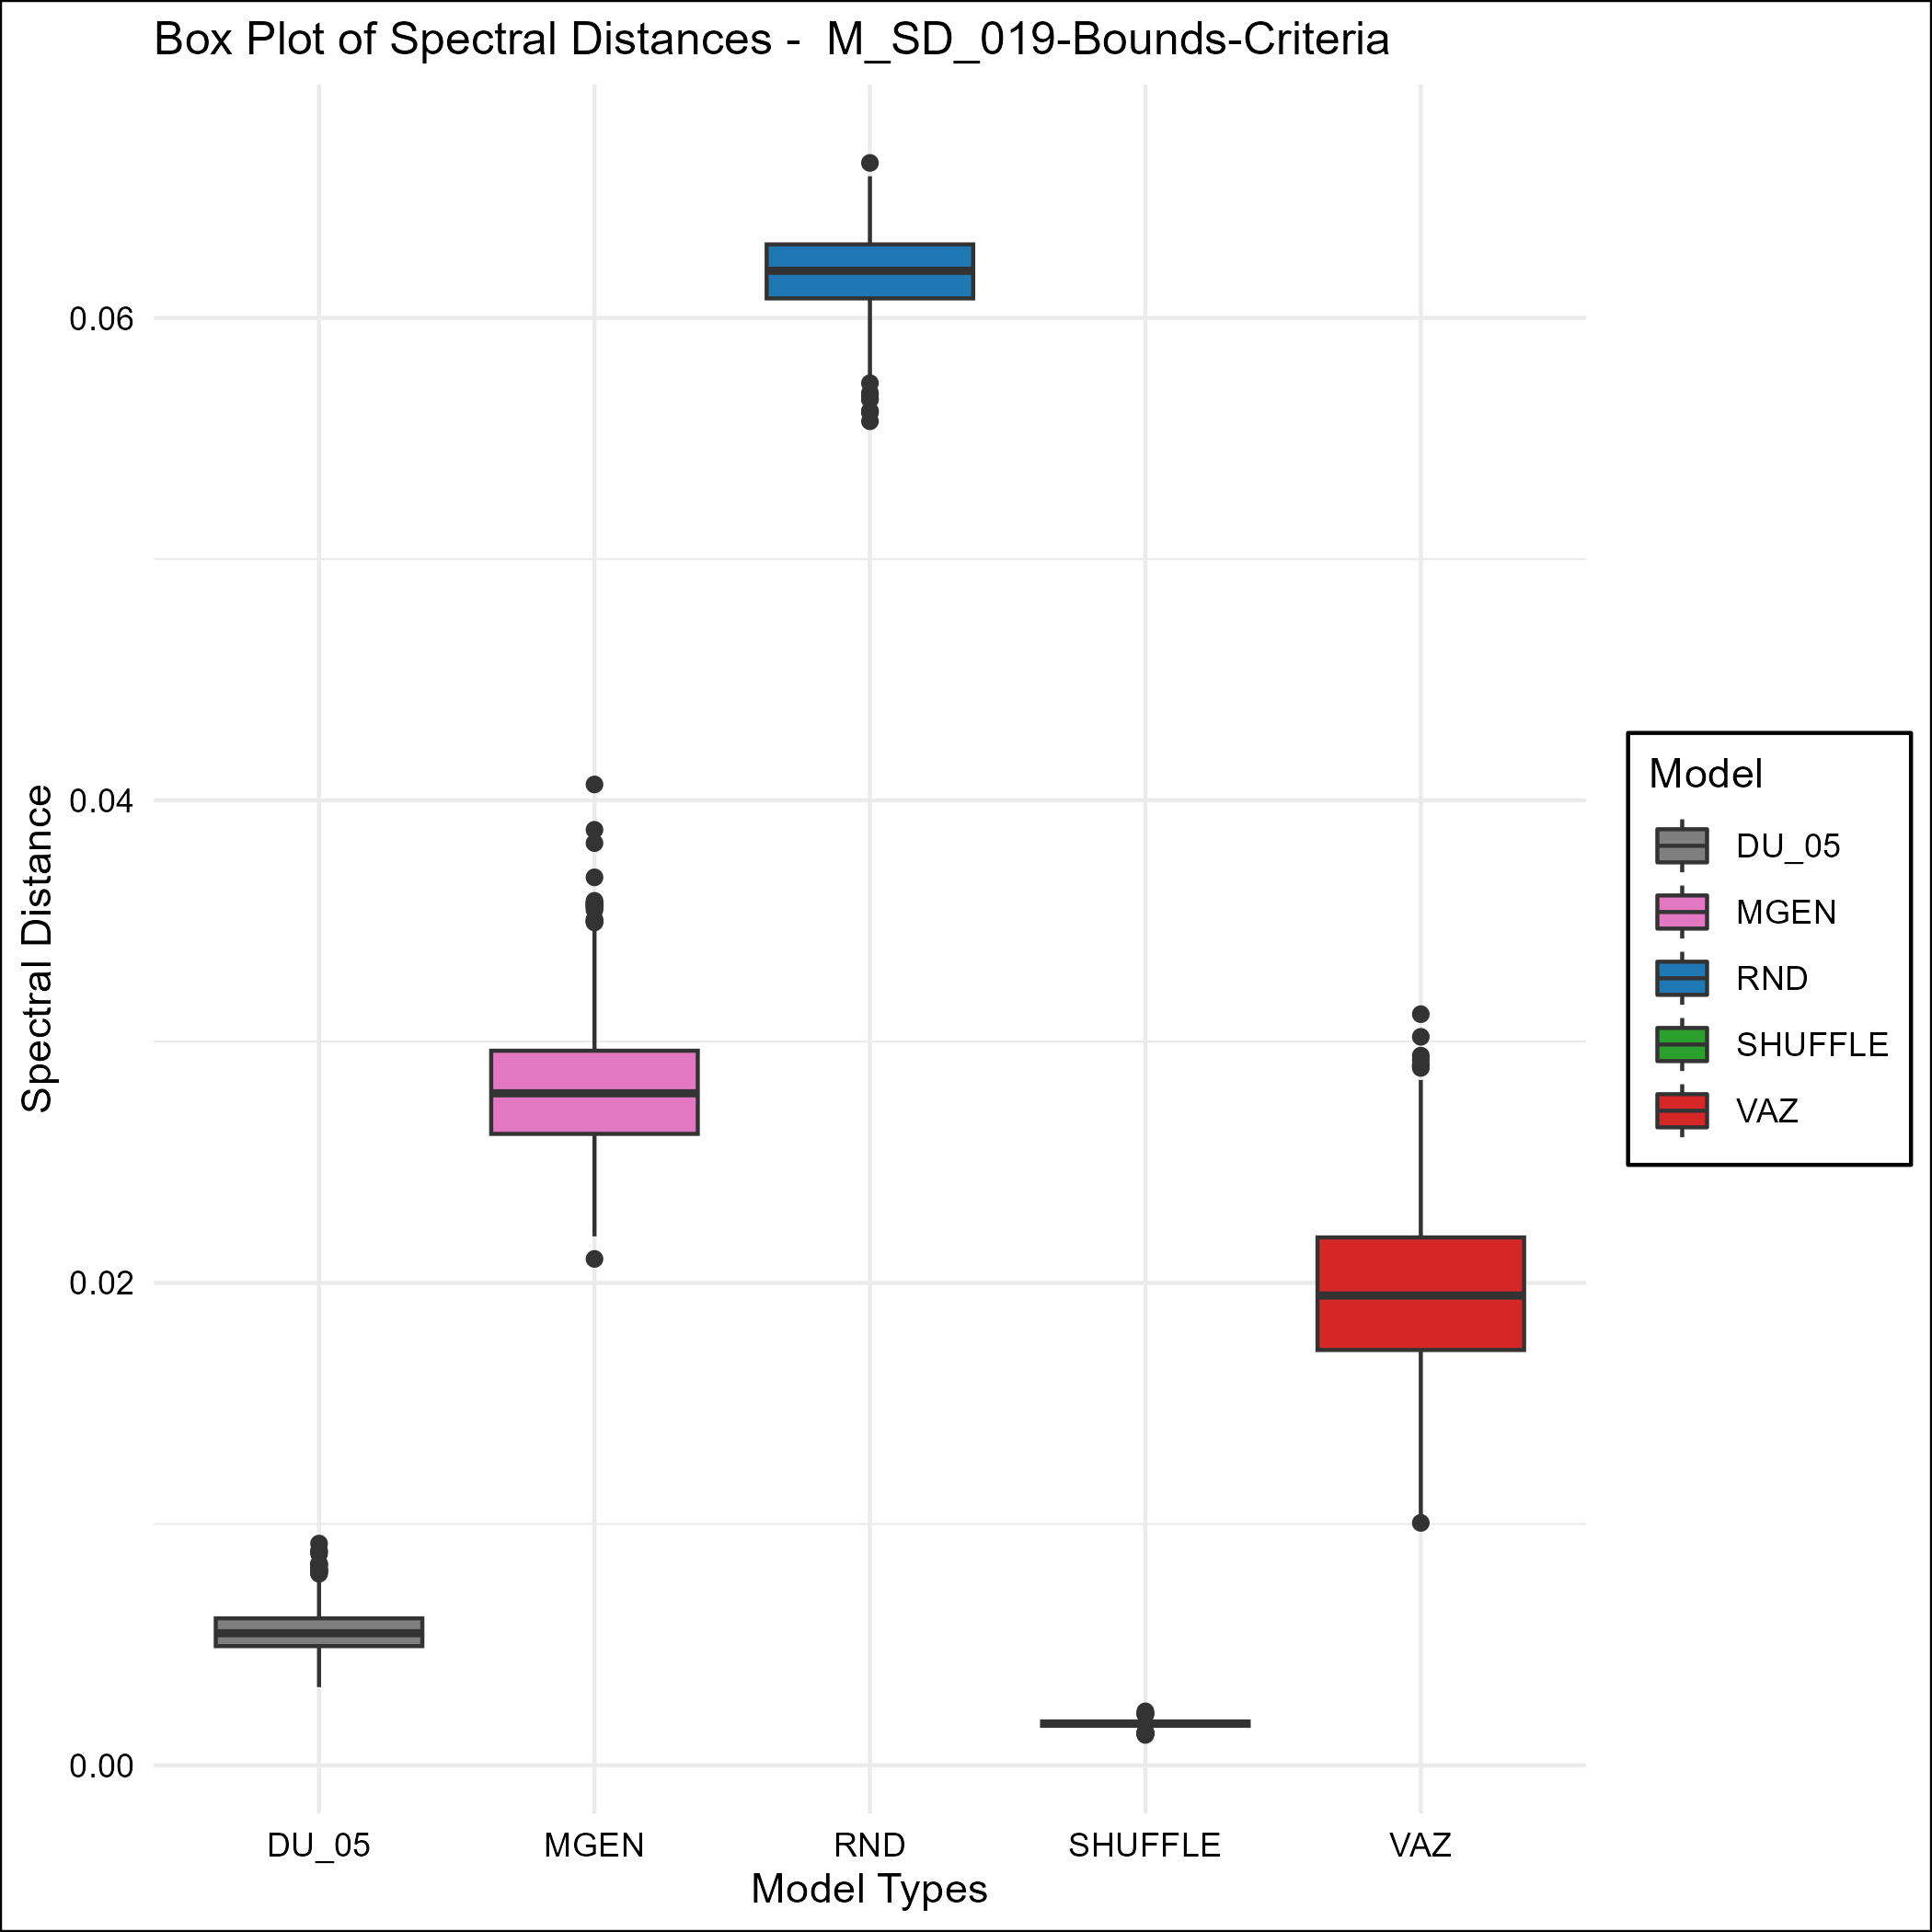 Box Plot of Spectral Distances -  M_SD_019-Bounds-Criteria
Spectral Distance
0.06
0.04
0.02
0.00
DU_05
MGEN
RND
SHUFFLE
VAZ
Model Types
Model
DU_05
MGEN
RND
SHUFFLE
VAZ